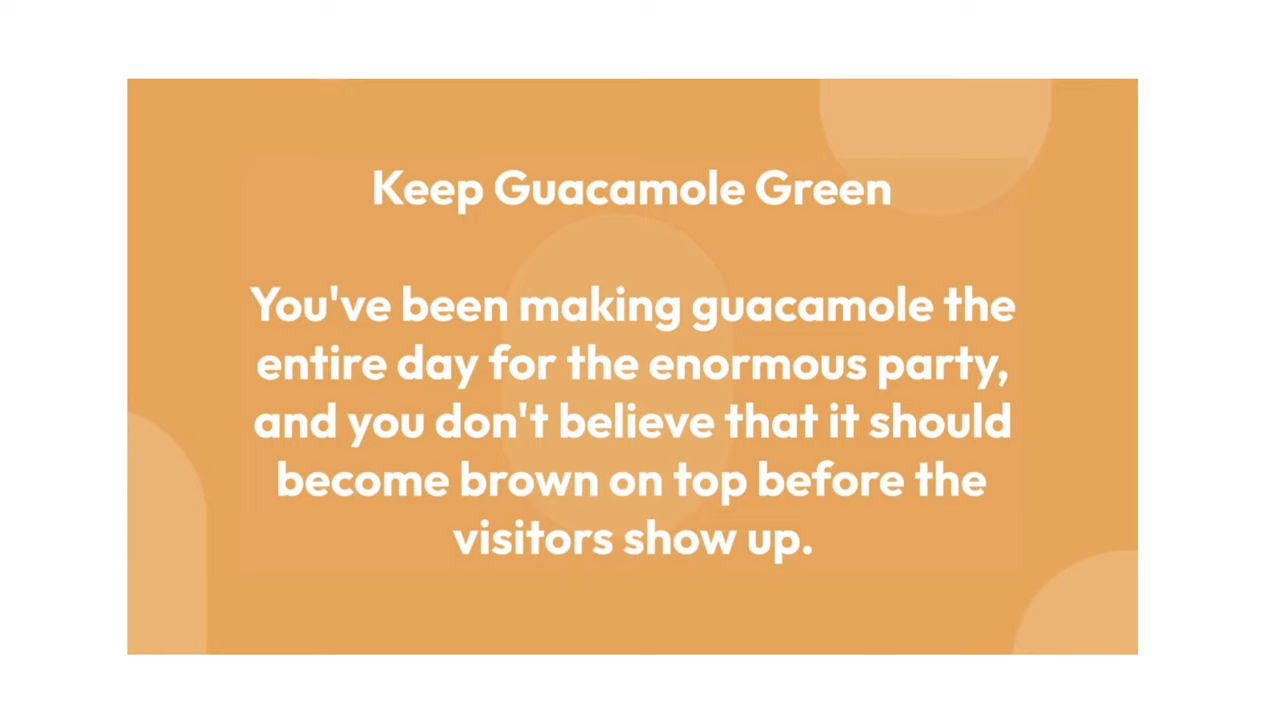 Keep Guacamole Green
You've been making guacamole the
entire day for the enormous party,
and you don't believe that it should
become brown on top before the
visitors show up.